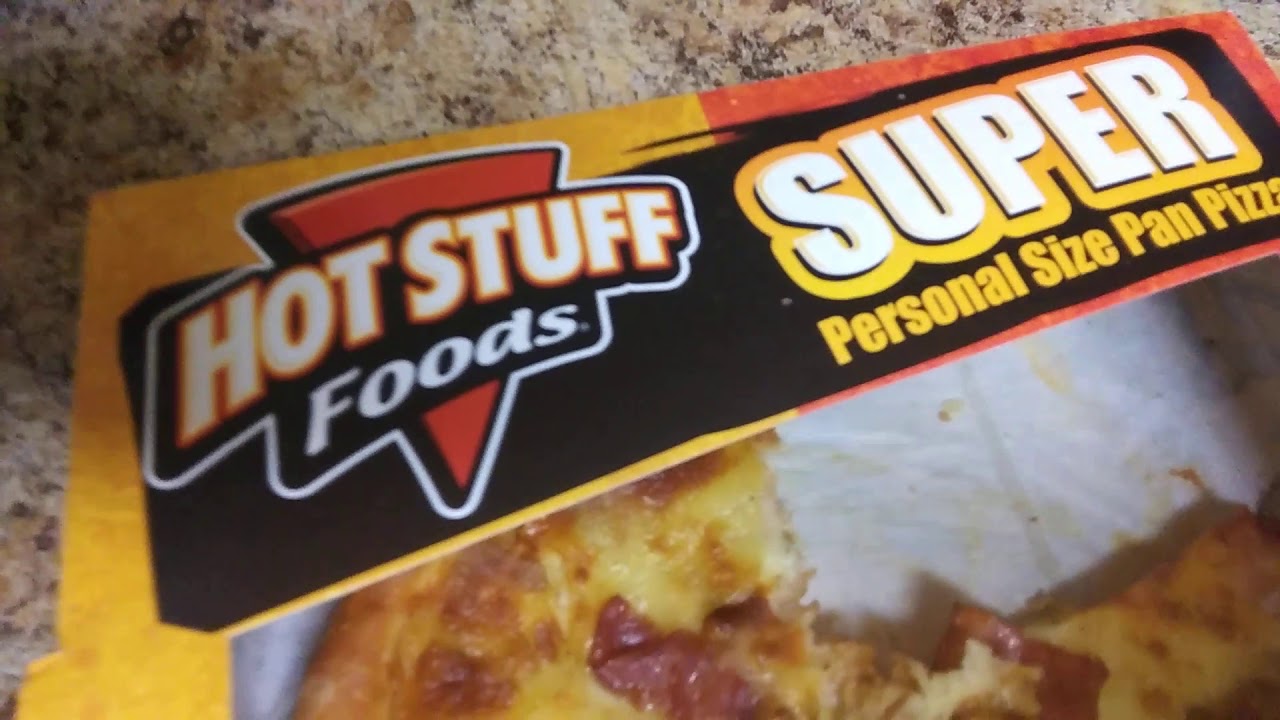 HOT STUFF
Foods
SUPER
Personal Size Pan Pizza